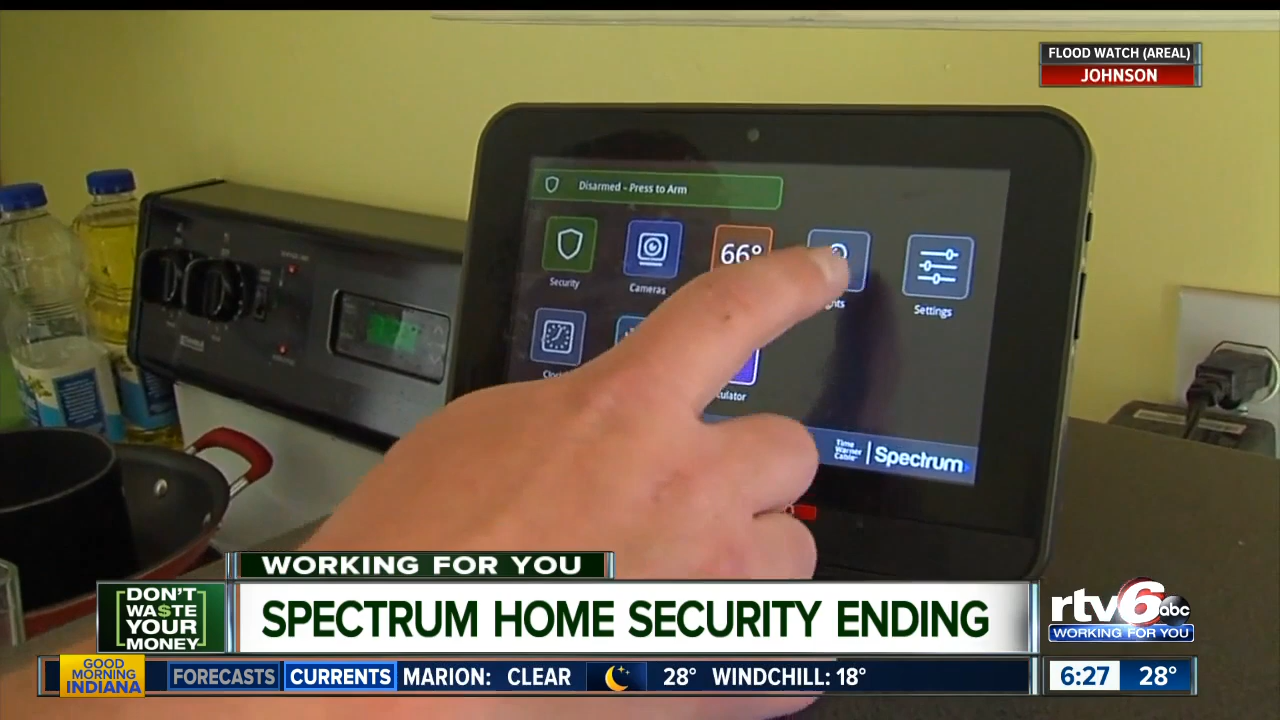 FLOOD WATCH (AREAL)
JOHNSON
Disarmed - Press to Arm
66°
Security
Cameras
Settings
Time
Warner
Cable
Spectrum
WORKING FOR YOU
DON'T
WA$TE
YOUR
MONEY
SPECTRUM HOME SECURITY ENDING
rtv6 abc
WORKING FOR YOU
GOOD
MORNING
INDIANA
FORECASTS CURRENTS MARION: CLEAR 28° WINDCHILL: 18°
6:27 28°